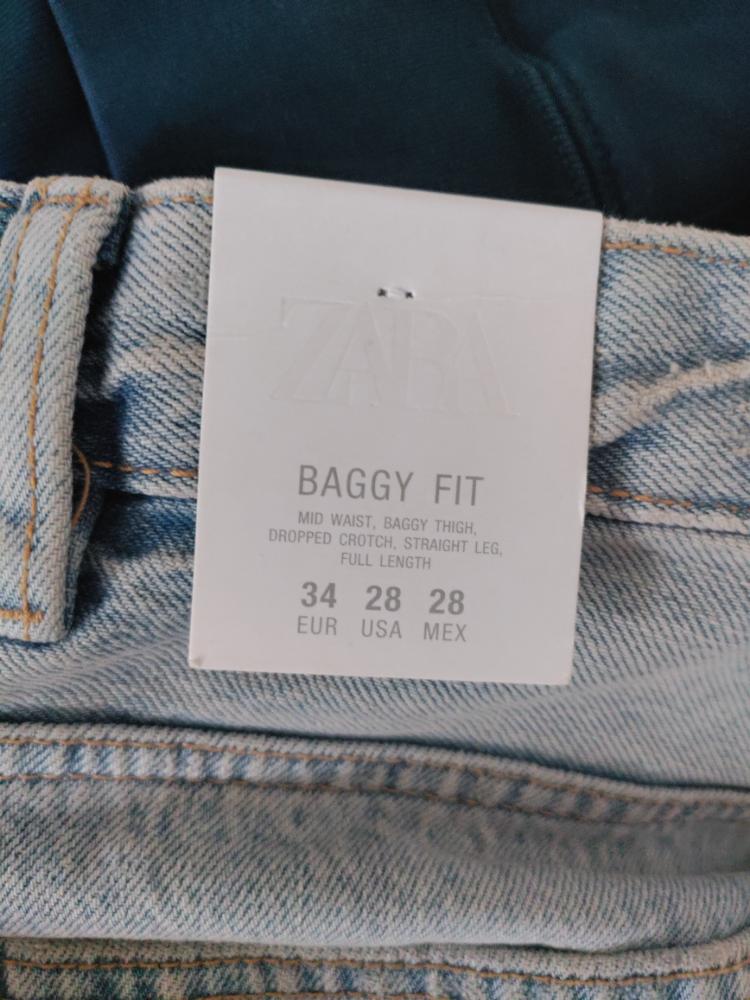 ZARA
BAGGY FIT
MID WAIST, BAGGY THIGH,
DROPPED CROTCH, STRAIGHT LEG,
FULL LENGTH
34 28 28
EUR USA MEX